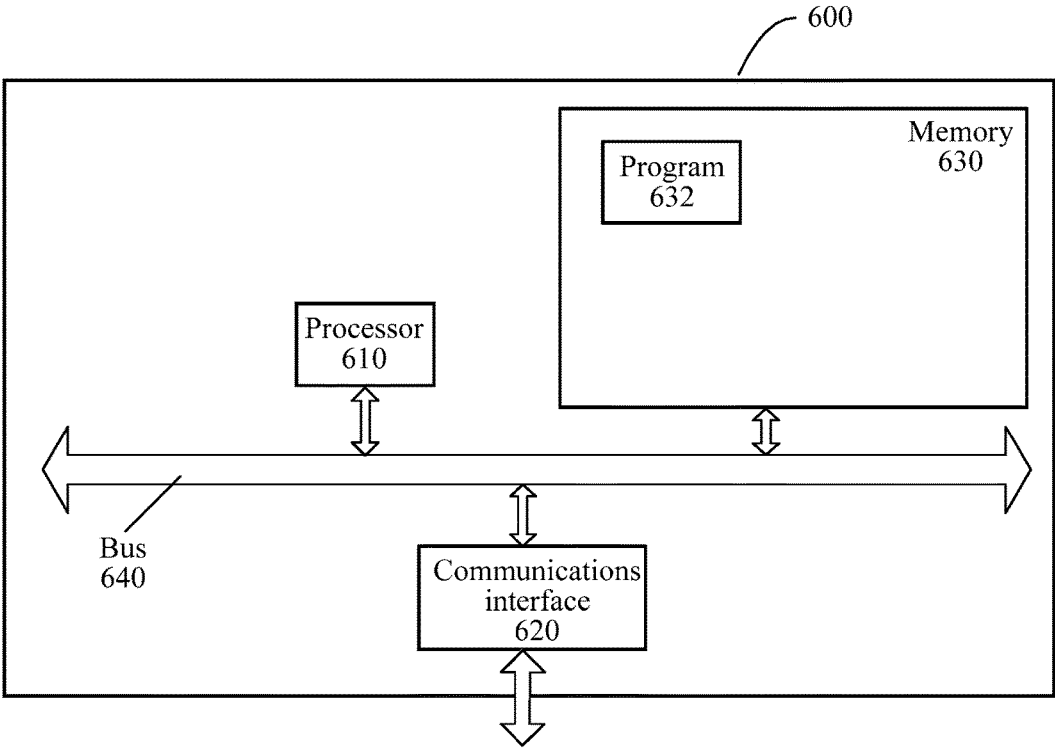 600
Memory
630
Program
632
Processor
610
Bus
640
Communications
interface
620